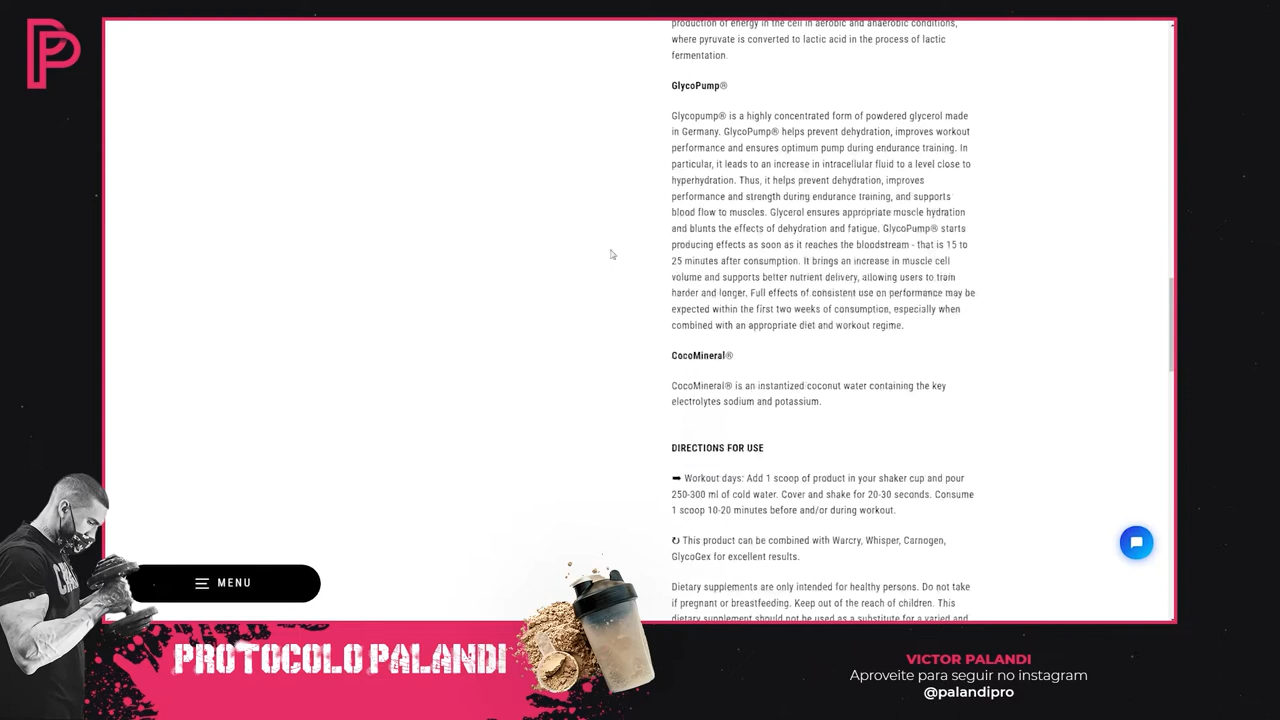 production of energy in the cell in aerobic and anaerobic conditions,
where pyruvate is converted to lactic acid in the process of lactic
fermentation.
GlycoPump®
Glycopump® is a highly concentrated form of powdered glycerol made
in Germany. GlycoPump® helps prevent dehydration, improves workout
performance and ensures optimum pump during endurance training. In
particular, it leads to an increase in intracellular fluid to a level close to
hyperhydration. Thus, it helps prevent dehydration, improves
performance and strength during endurance training, and supports
blood flow to muscles. Glycerol ensures appropriate muscle hydration
and blunts the effects of dehydration and fatigue. GlycoPump® starts
producing effects as soon as it reaches the bloodstream - that is 15 to
25 minutes after consumption. It brings an increase in muscle cell
volume and supports better nutrient delivery, allowing users to train
harder and longer. Full effects of consistent use on performance may be
expected within the first two weeks of consumption, especially when
combined with an appropriate diet and workout regime.
CocoMineral®
CocoMineral® is an instantized coconut water containing the key
electrolytes sodium and potassium.
DIRECTIONS FOR USE
➡ Workout days: Add 1 scoop of product in your shaker cup and pour
250-300 ml of cold water. Cover and shake for 20-30 seconds. Consume
1 scoop 10-20 minutes before and/or during workout.
↻ This product can be combined with Warcry, Whisper, Carnogen,
GlycoGex for excellent results.
Dietary supplements are only intended for healthy persons. Do not take
if pregnant or breastfeeding. Keep out of the reach of children. This
dietary supplement should not be used as a substitute for a varied and
MENU
PROTOCOLO PALANDI
VICTOR PALANDI
Aproveite para seguir no instagram
@palandipro